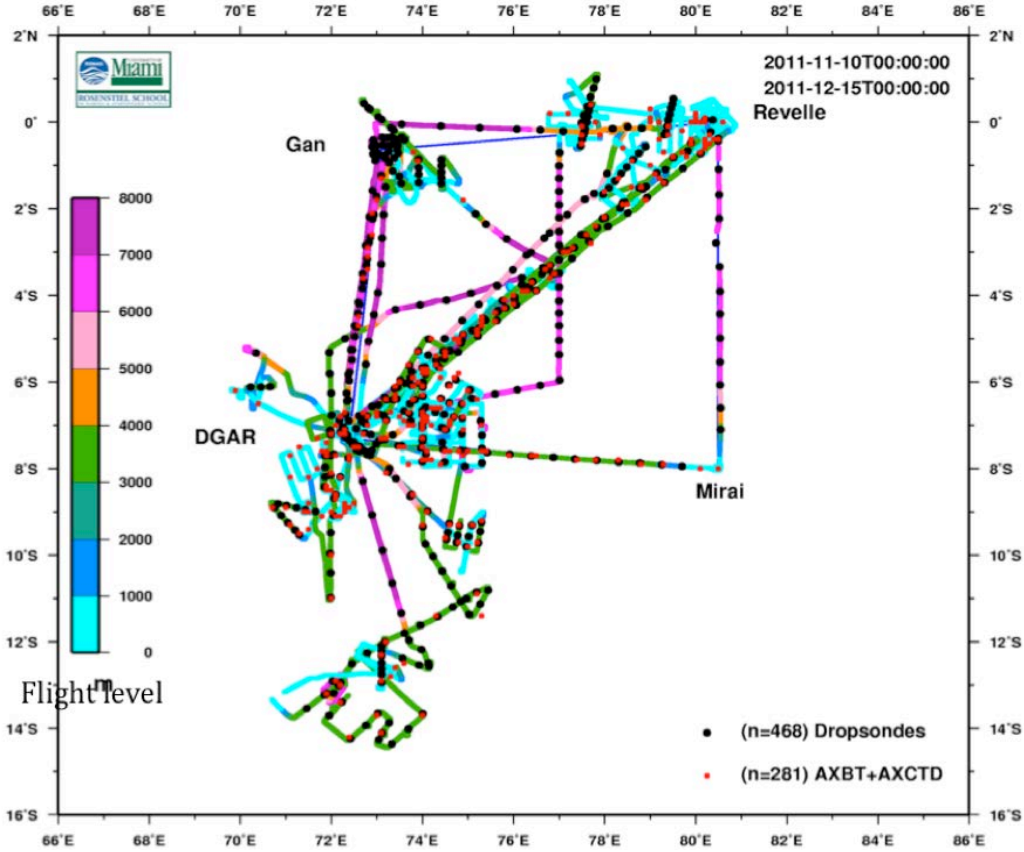 66°E 68°E 70°E 72°E 74°E 76°E 78°E 80°E 82°E 84°E 86°E
2°N 2°N
Miami
ROSENSTIEL SCHOOL
2011-11-10T00:00:00
2011-12-15T00:00:00
Revelle
0° 0°
Gan
2°S 2°S
8000
7000
4°S 4°S
6000
5000
6°S 6°S
4000
DGAR
8°S 8°S
3000
Mirai
2000
10°S 10°S
1000
12°S 12°S
0
m
Flight level
14°S 14°S
(n=468) Dropsondes
(n=281) AXBT+AXCTD
16°S 16°S
66°E 68°E 70°E 72°E 74°E 76°E 78°E 80°E 82°E 84°E 86°E